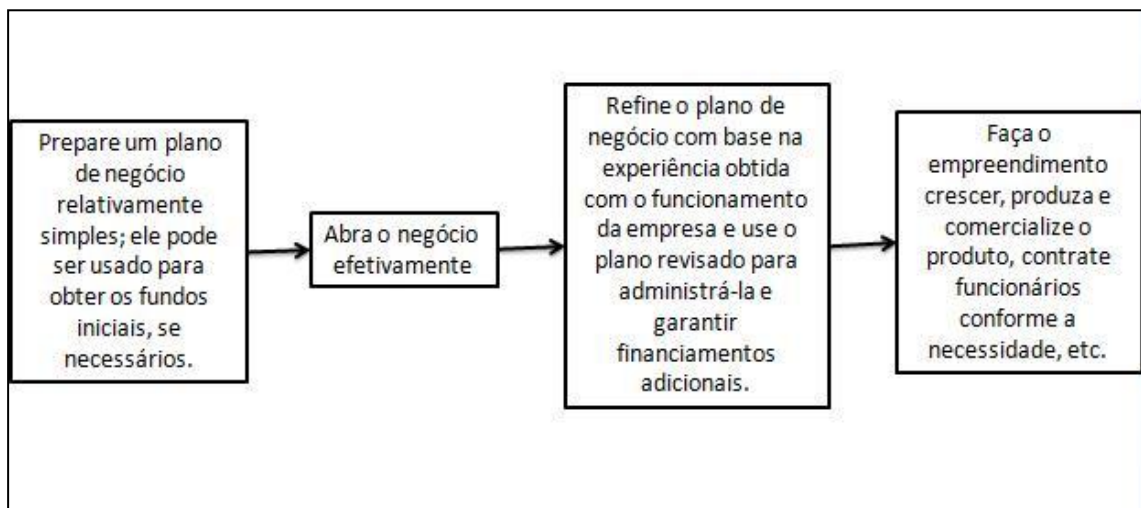 Prepare um plano
de negócio
relativamente
simples; ele pode
ser usado para
obter os fundos
iniciais, se
necessários.
Abra o negócio
efetivamente
Refine o plano de
negócio com base na
experiência obtida
com o funcionamento
da empresa e use o
plano revisado para
administrá-la e
garantir
financiamentos
adicionais.
Faça o
empreendimento
crescer, produza e
comercialize o
produto, contrate
funcionários
conforme a
necessidade, etc.